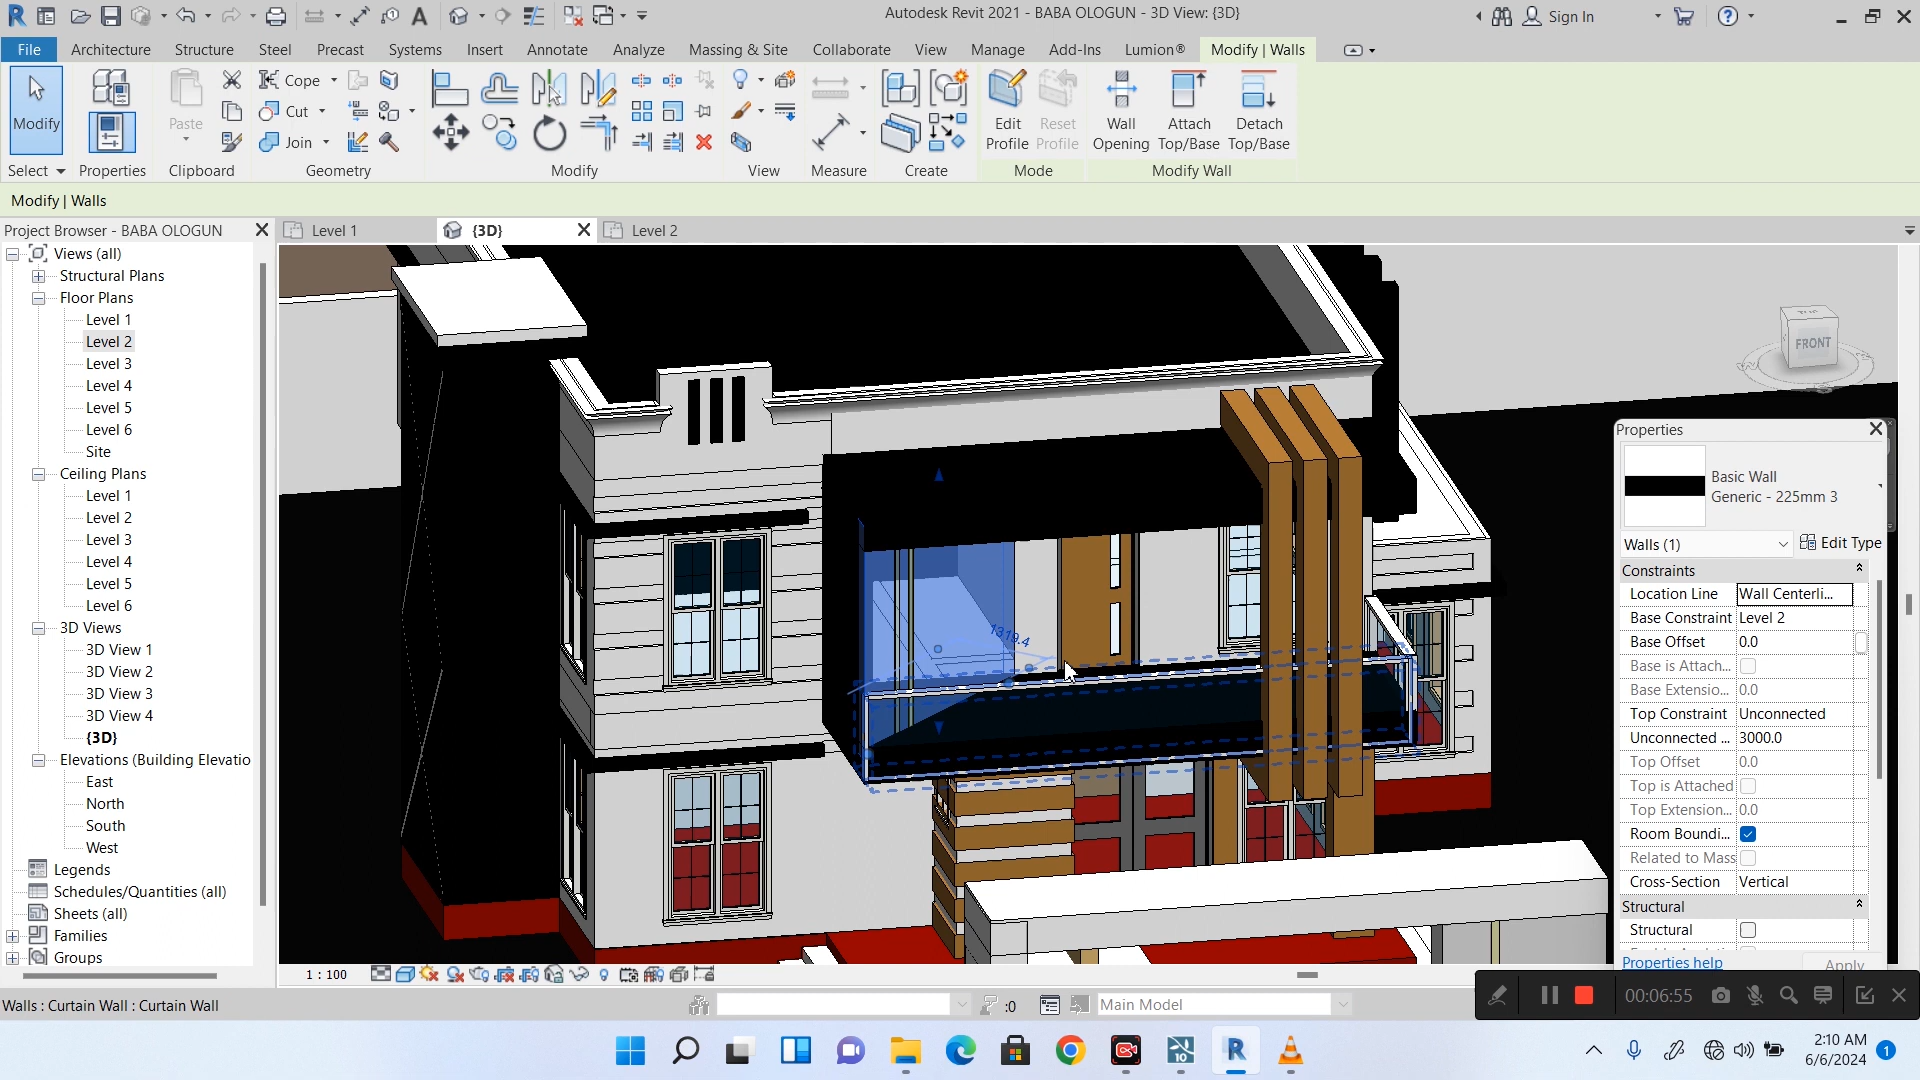 Autodesk Revit 2021 - BABA OLOGUN - 3D View: {3D}
Sign In
File Architecture Structure Steel Precast Systems Insert Annotate Analyze Massing & Site Collaborate View Manage Add-Ins Lumion® Modify | Walls
Modify
Paste
Cope
Cut
Join
Edit Profile
Reset Profile
Wall Opening
Attach Top/Base
Detach Top/Base
Select Properties Clipboard Geometry Modify View Measure Create Mode Modify Wall
Modify | Walls
Project Browser - BABA OLOGUN
Level 1
{3D}
Level 2
Views (all)
Structural Plans
Floor Plans
Level 1
Level 2
Level 3
Level 4
Level 5
Level 6
Site
Ceiling Plans
Level 1
Level 2
Level 3
Level 4
Level 5
Level 6
3D Views
3D View 1
3D View 2
3D View 3
3D View 4
{3D}
Elevations (Building Elevatio
East
North
South
West
Legends
Schedules/Quantities (all)
Sheets (all)
Families
Groups
1319.4
FRONT
Properties
Basic Wall
Generic - 225mm 3
Walls (1)
Edit Type
Constraints
Location Line Wall Centerli...
Base Constraint Level 2
Base Offset 0.0
Base is Attach...
Base Extensio... 0.0
Top Constraint Unconnected
Unconnected ... 3000.0
Top Offset 0.0
Top is Attached
Top Extension... 0.0
Room Boundi...
Related to Mass
Cross-Section Vertical
Structural
Structural
Properties help
Apply
1 : 100
Walls : Curtain Wall : Curtain Wall
:0
Main Model
00:06:55
10
2:10 AM
6/6/2024
1